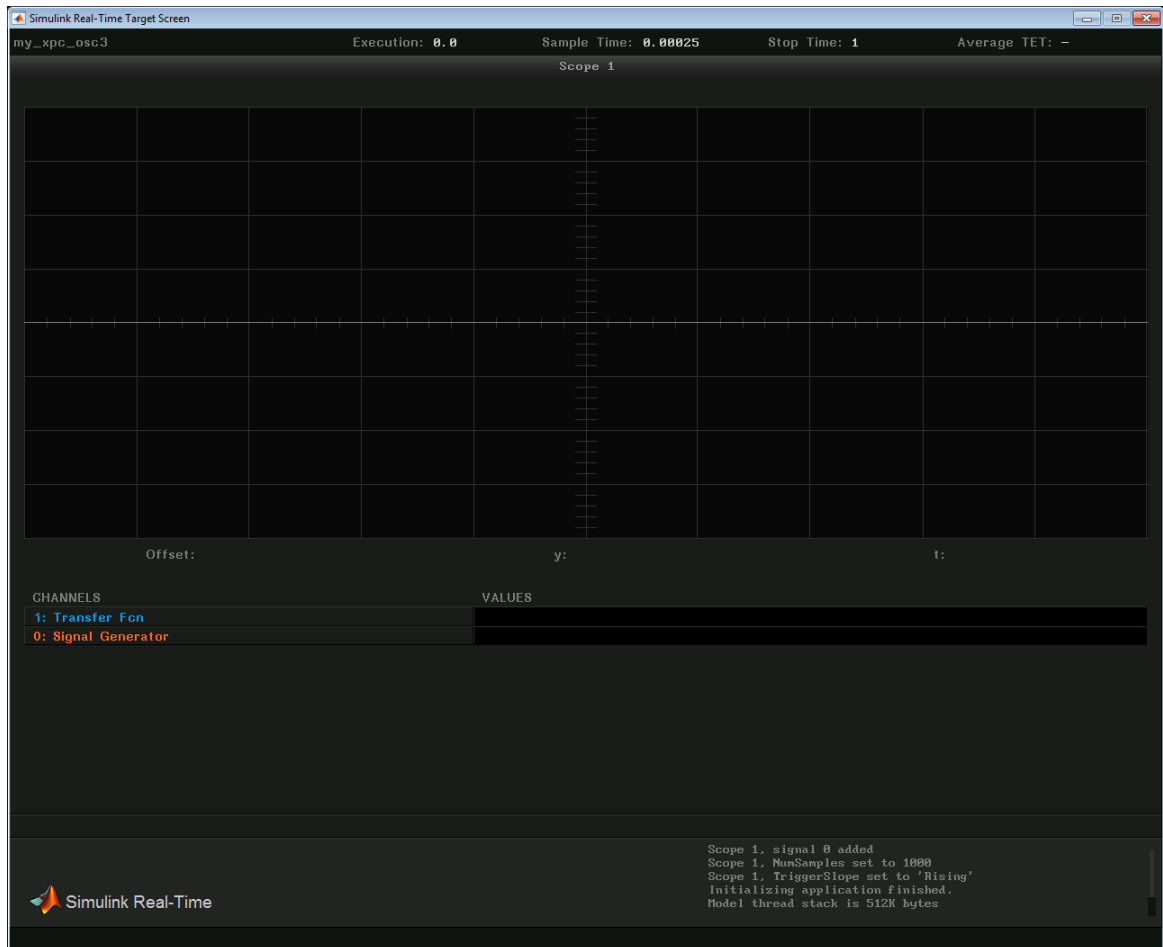 Simulink Real-Time Target Screen
my_xpc_osc3 Execution: 0.0 Sample Time: 0.00025 Stop Time: 1 Average TET: -
Scope 1
Offset: y: t:
CHANNELS VALUES
1: Transfer Fcn
0: Signal Generator
Scope 1, signal 0 added
Scope 1, NumSamples set to 1000
Scope 1, TriggerSlope set to 'Rising'
Initializing application finished.
Model thread stack is 512K bytes
Simulink Real-Time